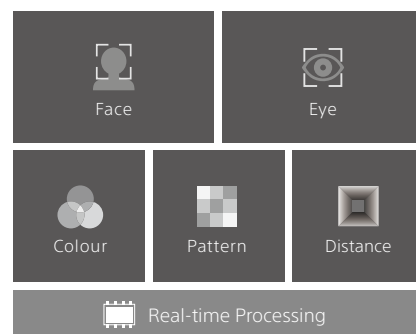 Face
Eye
Colour
Pattern
Distance
Real-time Processing